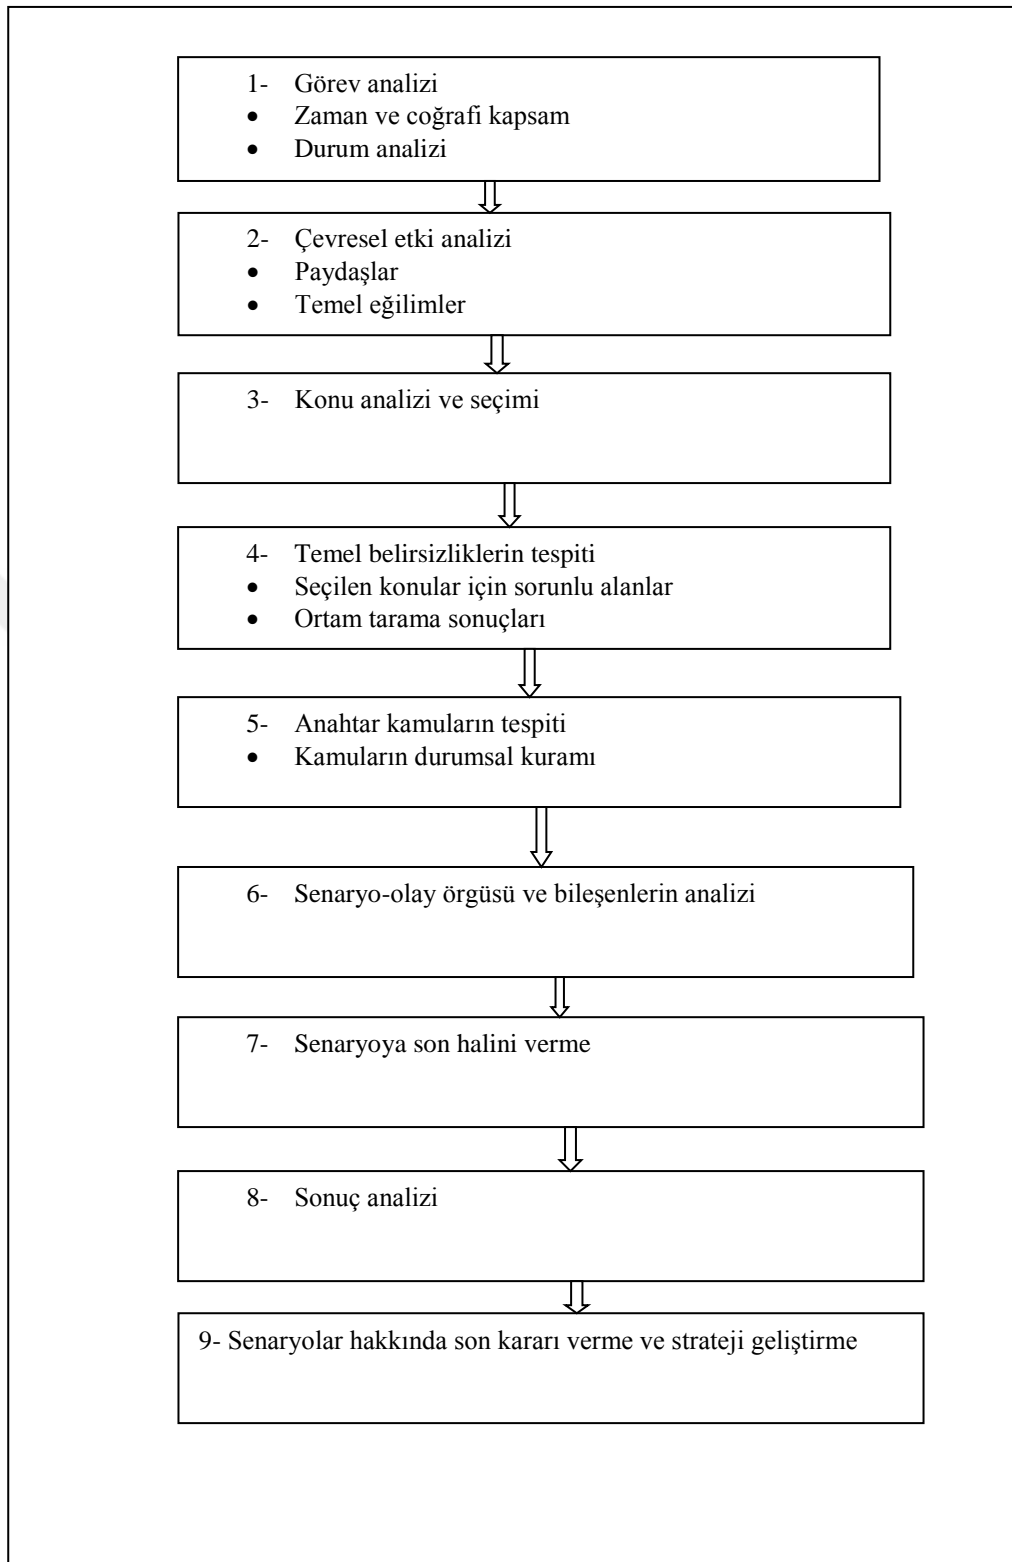 1- Görev analizi
• Zaman ve coğrafi kapsam
• Durum analizi
2- Çevresel etki analizi
• Paydaşlar
• Temel eğilimler
3- Konu analizi ve seçimi
4- Temel belirsizliklerin tespiti
• Seçilen konular için sorunlu alanlar
• Ortam tarama sonuçları
5- Anahtar kamuların tespiti
• Kamuların durumsal kuramı
6- Senaryo-olay örgüsü ve bileşenlerin analizi
7- Senaryoya son halini verme
8- Sonuç analizi
9- Senaryolar hakkında son kararı verme ve strateji geliştirme